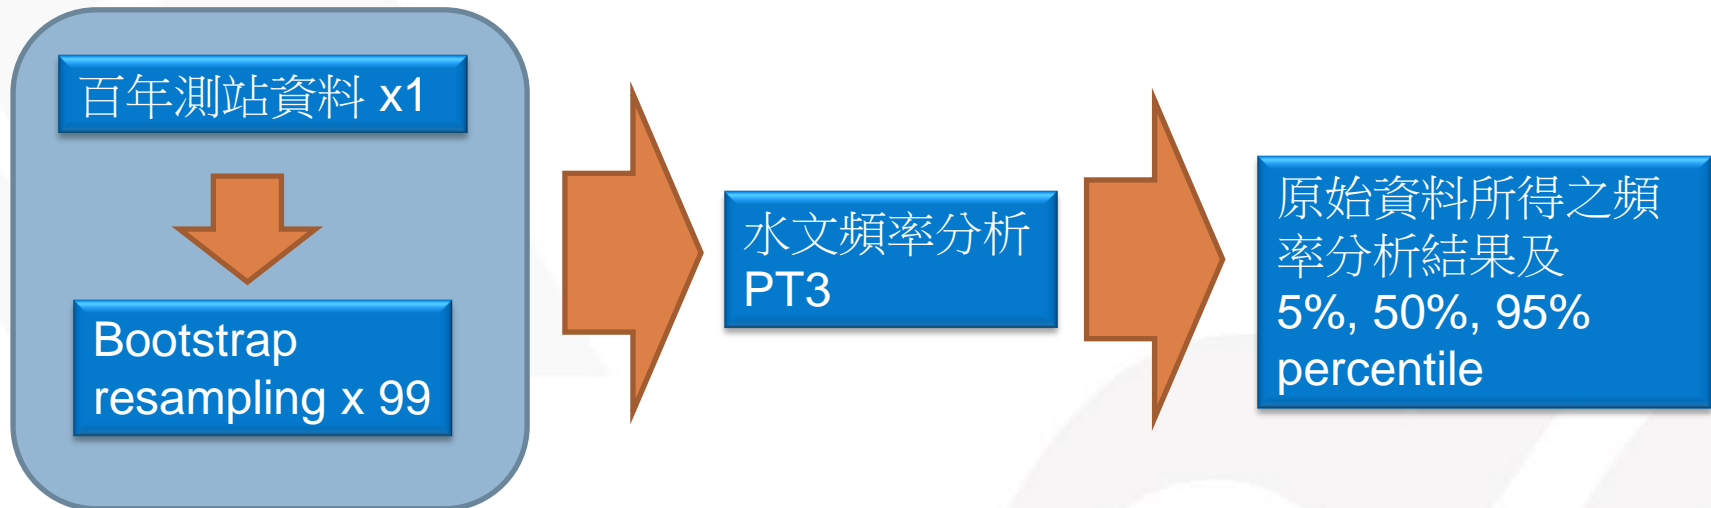 百年測站資料 x1
Bootstrap
resampling x 99
水文頻率分析
PT3
原始資料所得之頻
率分析結果及
5%, 50%, 95%
percentile